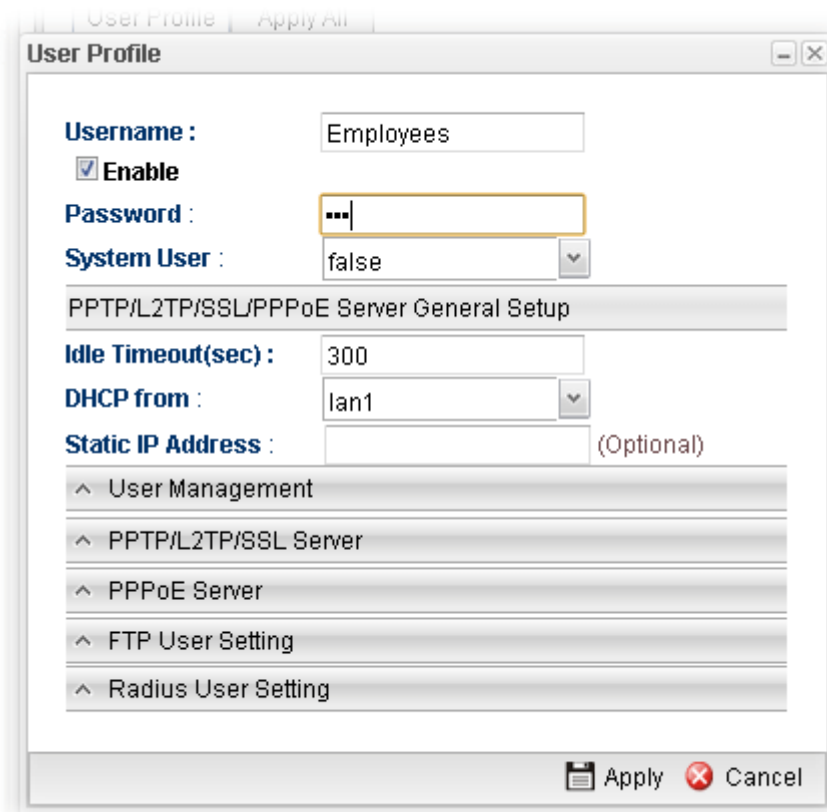 User Profile Apply All
User Profile
Username : Employees
Enable
Password : •••
System User : false
PPTP/L2TP/SSL/PPPoE Server General Setup
Idle Timeout(sec) : 300
DHCP from : lan1
Static IP Address : (Optional)
User Management
PPTP/L2TP/SSL Server
PPPoE Server
FTP User Setting
Radius User Setting
Apply Cancel